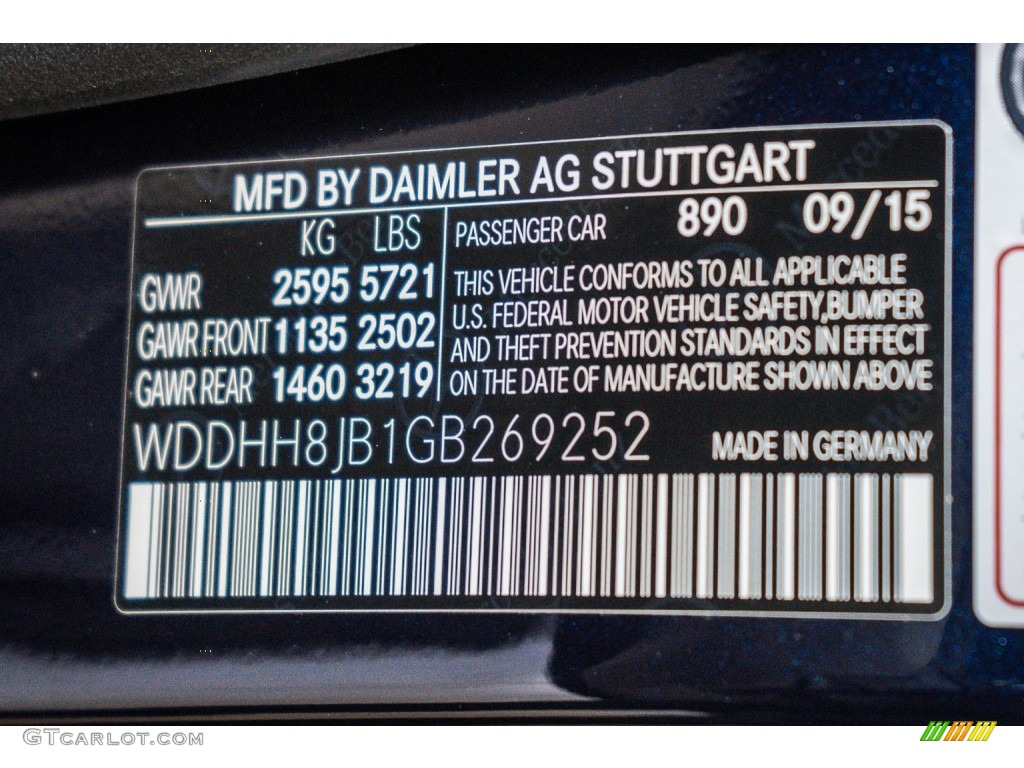 MFD BY DAIMLER AG STUTTGART
KG LBS PASSENGER CAR 890 09/15
GVWR 2595 5721
GAWR FRONT 1135 2502
GAWR REAR 1460 3219
THIS VEHICLE CONFORMS TO ALL APPLICABLE
U.S. FEDERAL MOTOR VEHICLE SAFETY,BUMPER
AND THEFT PREVENTION STANDARDS IN EFFECT
ON THE DATE OF MANUFACTURE SHOWN ABOVE
WDDHH8JB1GB269252 MADE IN GERMANY
GTCARLOT.COM